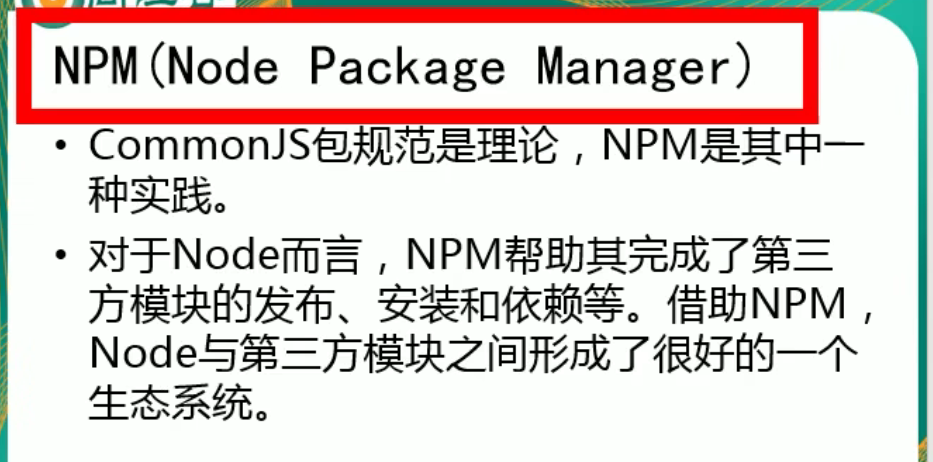 NPM(Node Package Manager)
• CommonJS包规范是理论，NPM是其中一
种实践。
• 对于Node而言，NPM帮助其完成了第三
方模块的发布、安装和依赖等。借助NPM，
Node与第三方模块之间形成了很好的一个
生态系统。